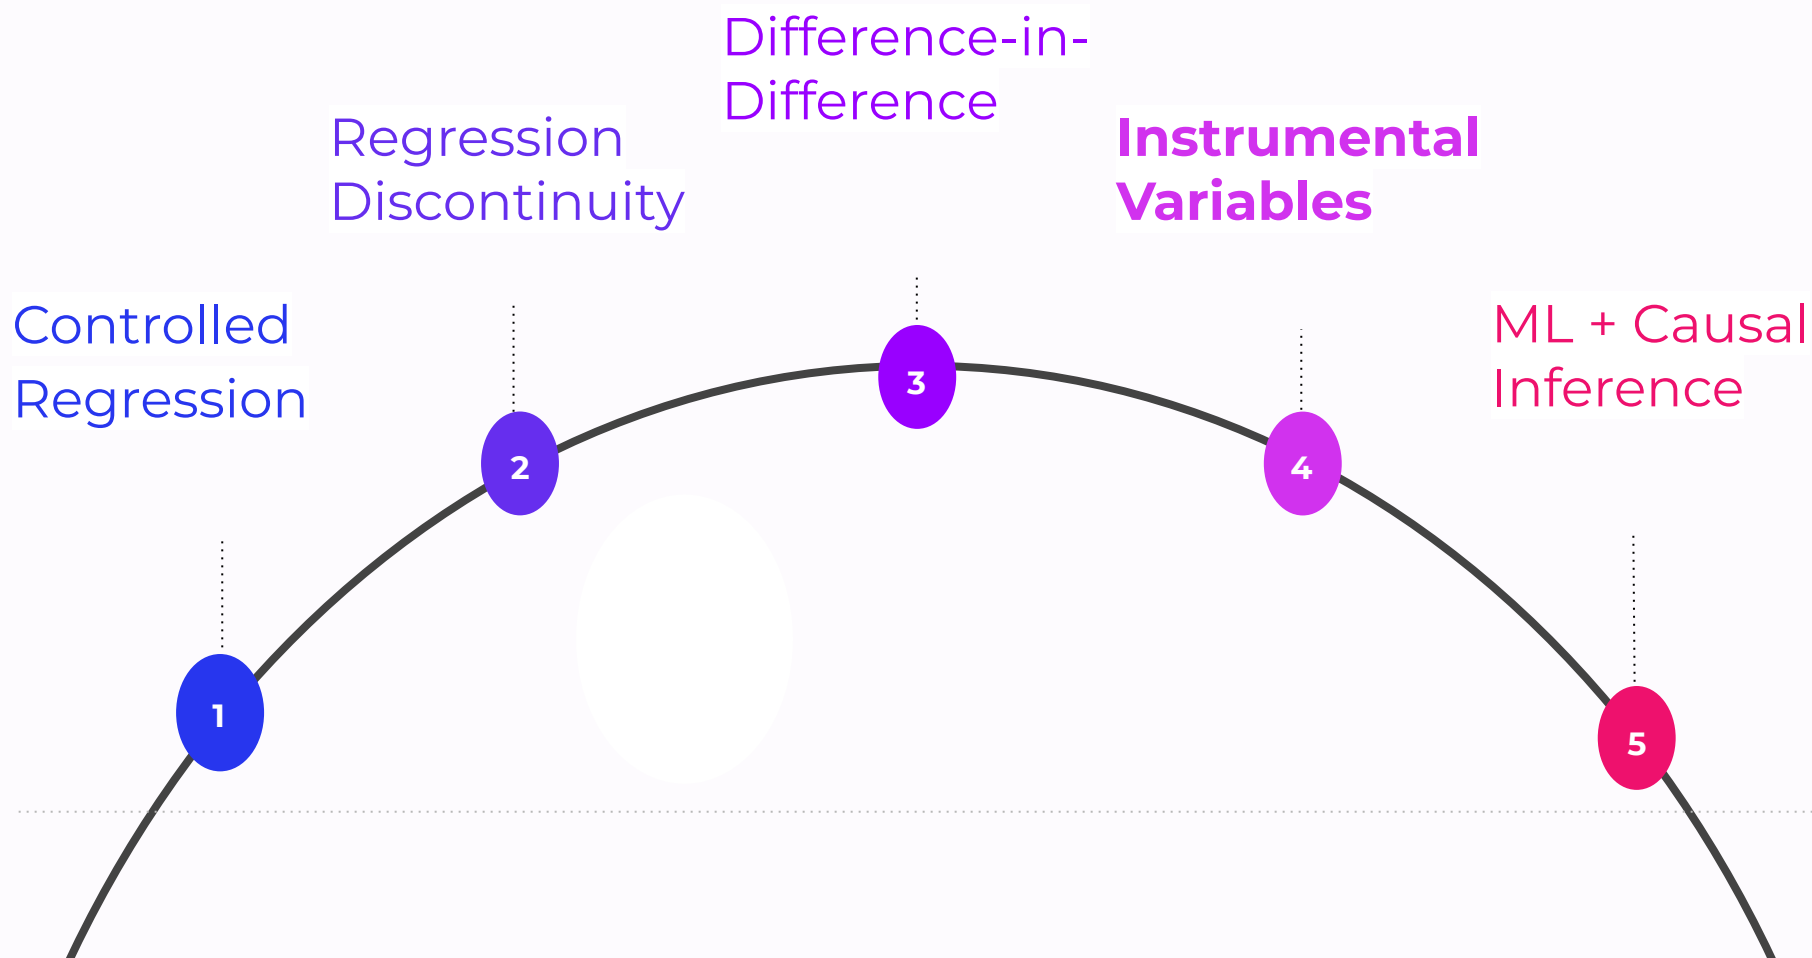 Controlled
Regression
1
Regression
Discontinuity
2
Difference-in-
Difference
3
Instrumental
Variables
4
ML + Causal
Inference
5